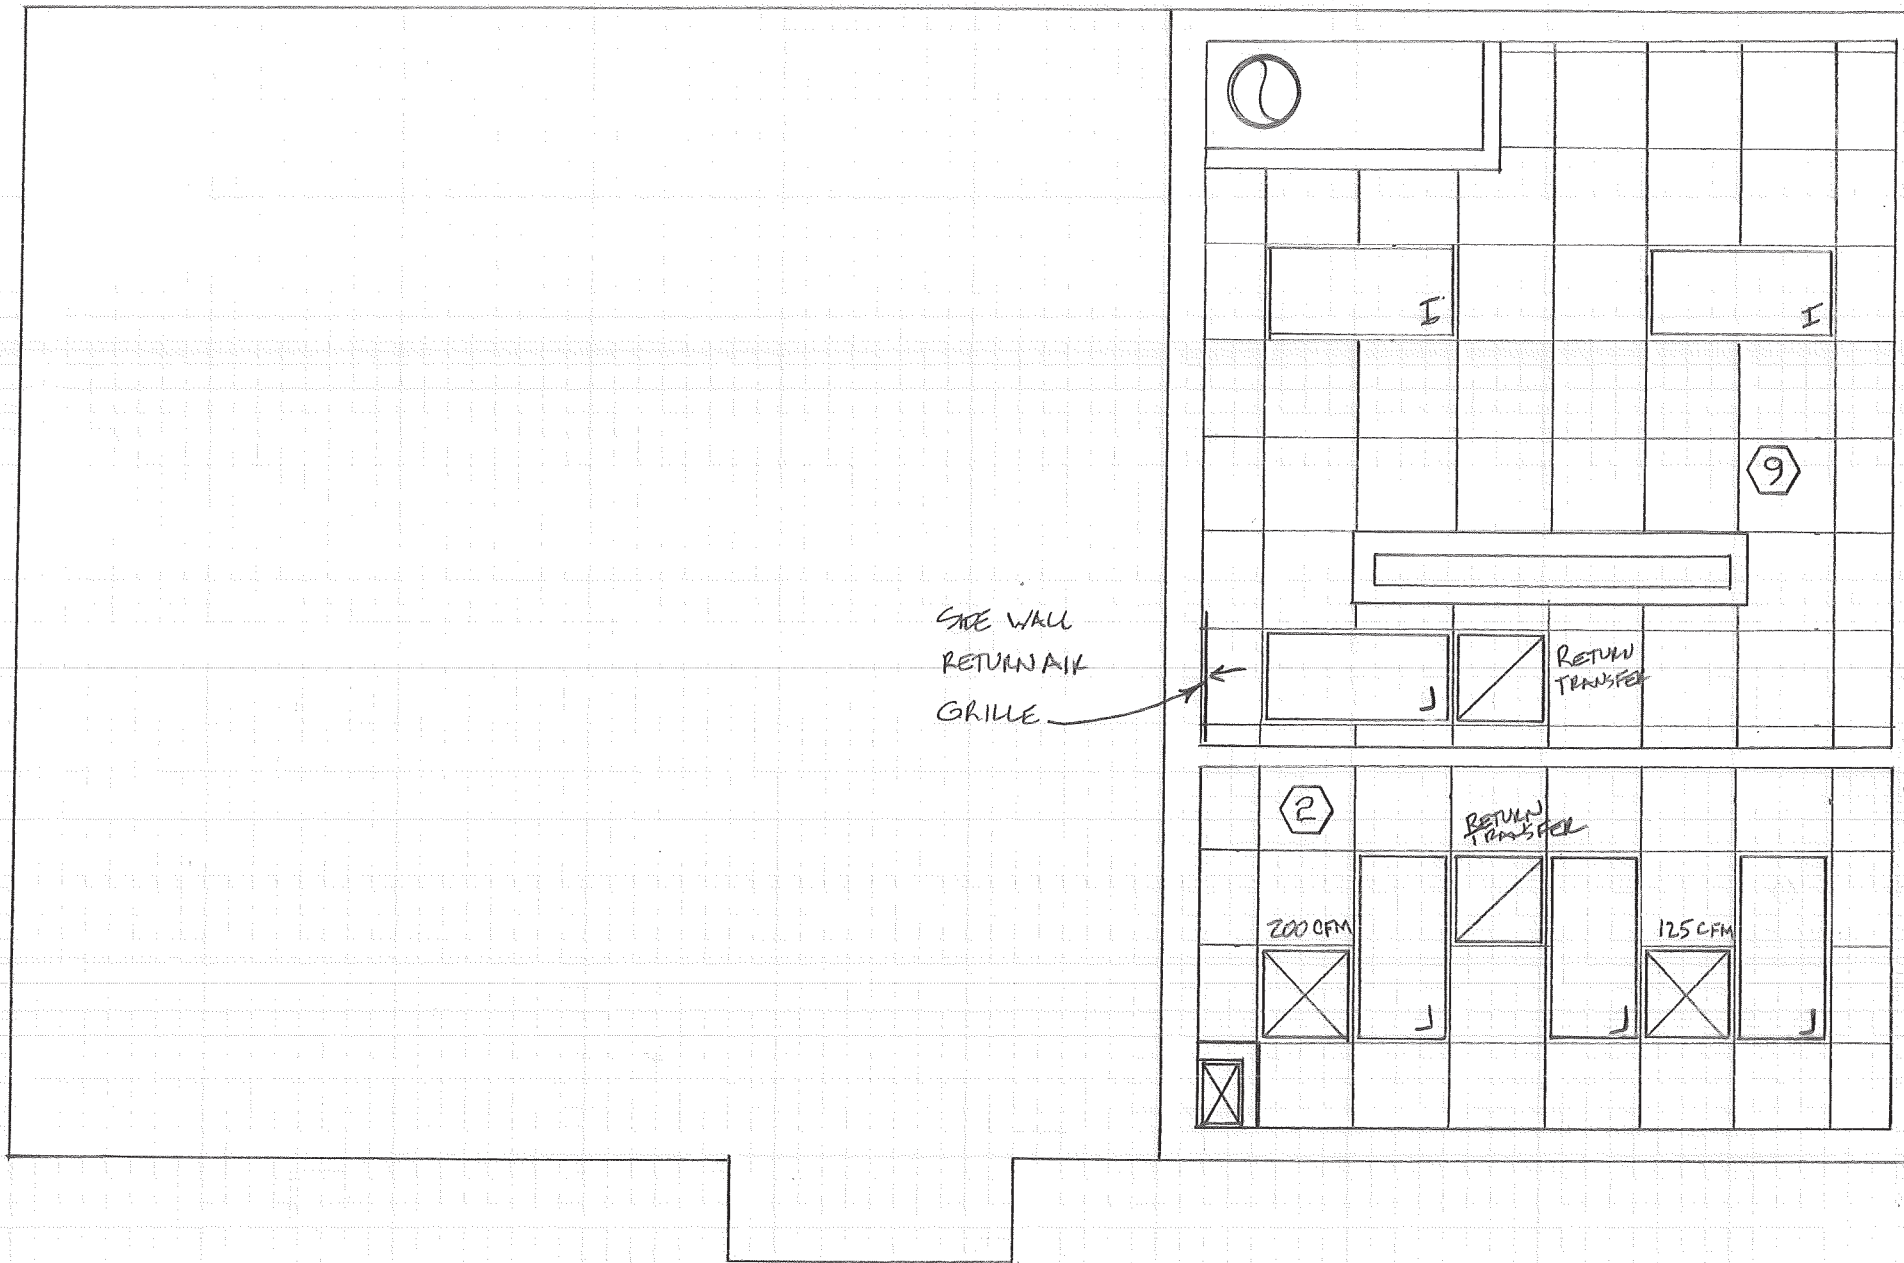 I
I
9
SIDE WALL
RETURN AIR
GRILLE
J
RETURN
TRANSFER
2
RETURN
TRANSFER
200 CFM
125 CFM
J
J
J